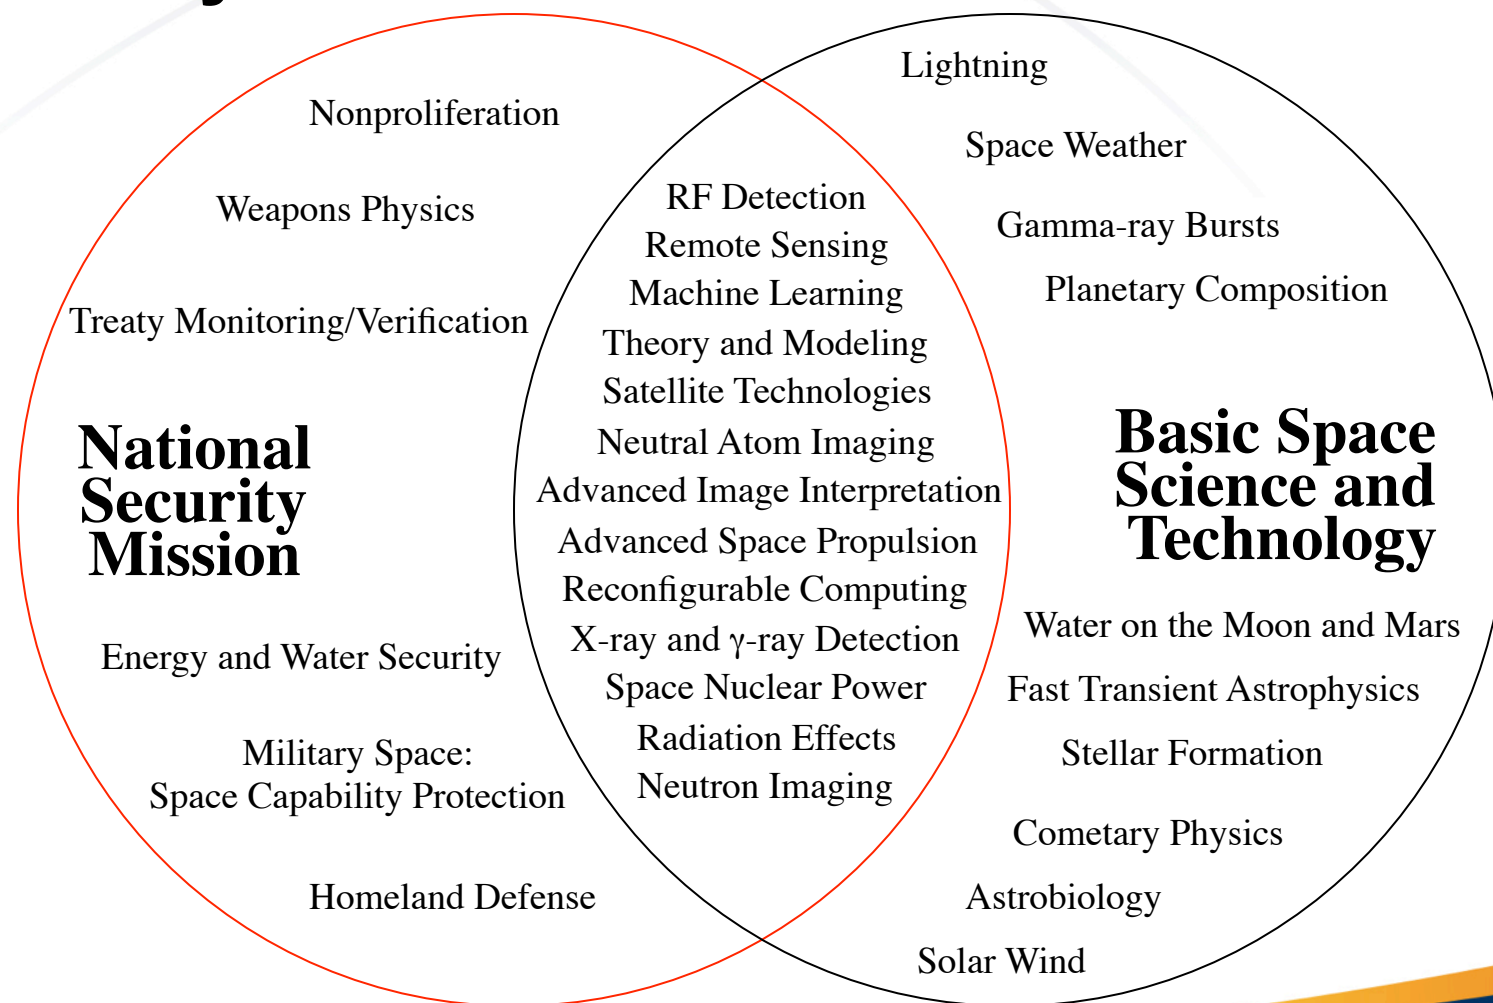 Nonproliferation
Weapons Physics
Treaty Monitoring/Verification
National
Security
Mission
Energy and Water Security
Military Space:
Space Capability Protection
Homeland Defense
RF Detection
Remote Sensing
Machine Learning
Theory and Modeling
Satellite Technologies
Neutral Atom Imaging
Advanced Image Interpretation
Advanced Space Propulsion
Reconfigurable Computing
X-ray and γ-ray Detection
Space Nuclear Power
Radiation Effects
Neutron Imaging
Lightning
Space Weather
Gamma-ray Bursts
Planetary Composition
Basic Space
Science and
Technology
Water on the Moon and Mars
Fast Transient Astrophysics
Stellar Formation
Cometary Physics
Astrobiology
Solar Wind